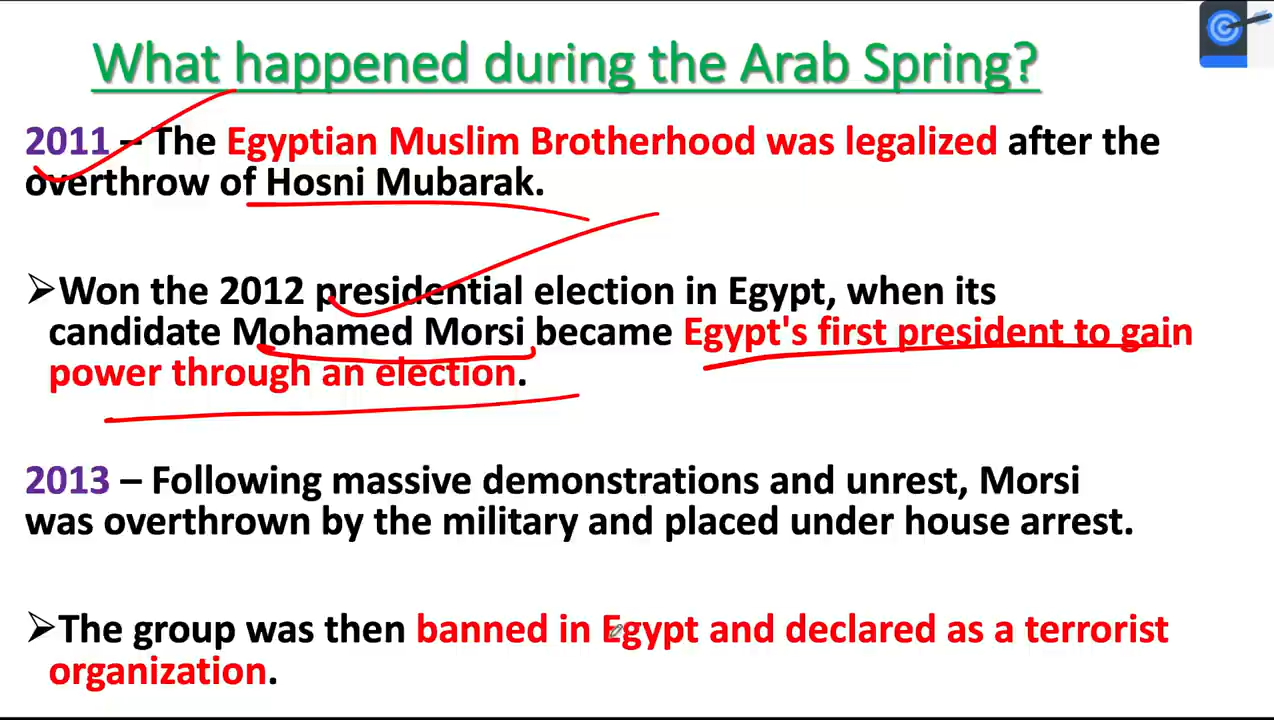 What happened during the Arab Spring?
2011 – The Egyptian Muslim Brotherhood was legalized after the
overthrow of Hosni Mubarak.
➢Won the 2012 presidential election in Egypt, when its
candidate Mohamed Morsi became Egypt's first president to gain
power through an election.
2013 – Following massive demonstrations and unrest, Morsi
was overthrown by the military and placed under house arrest.
➢The group was then banned in Egypt and declared as a terrorist
organization.